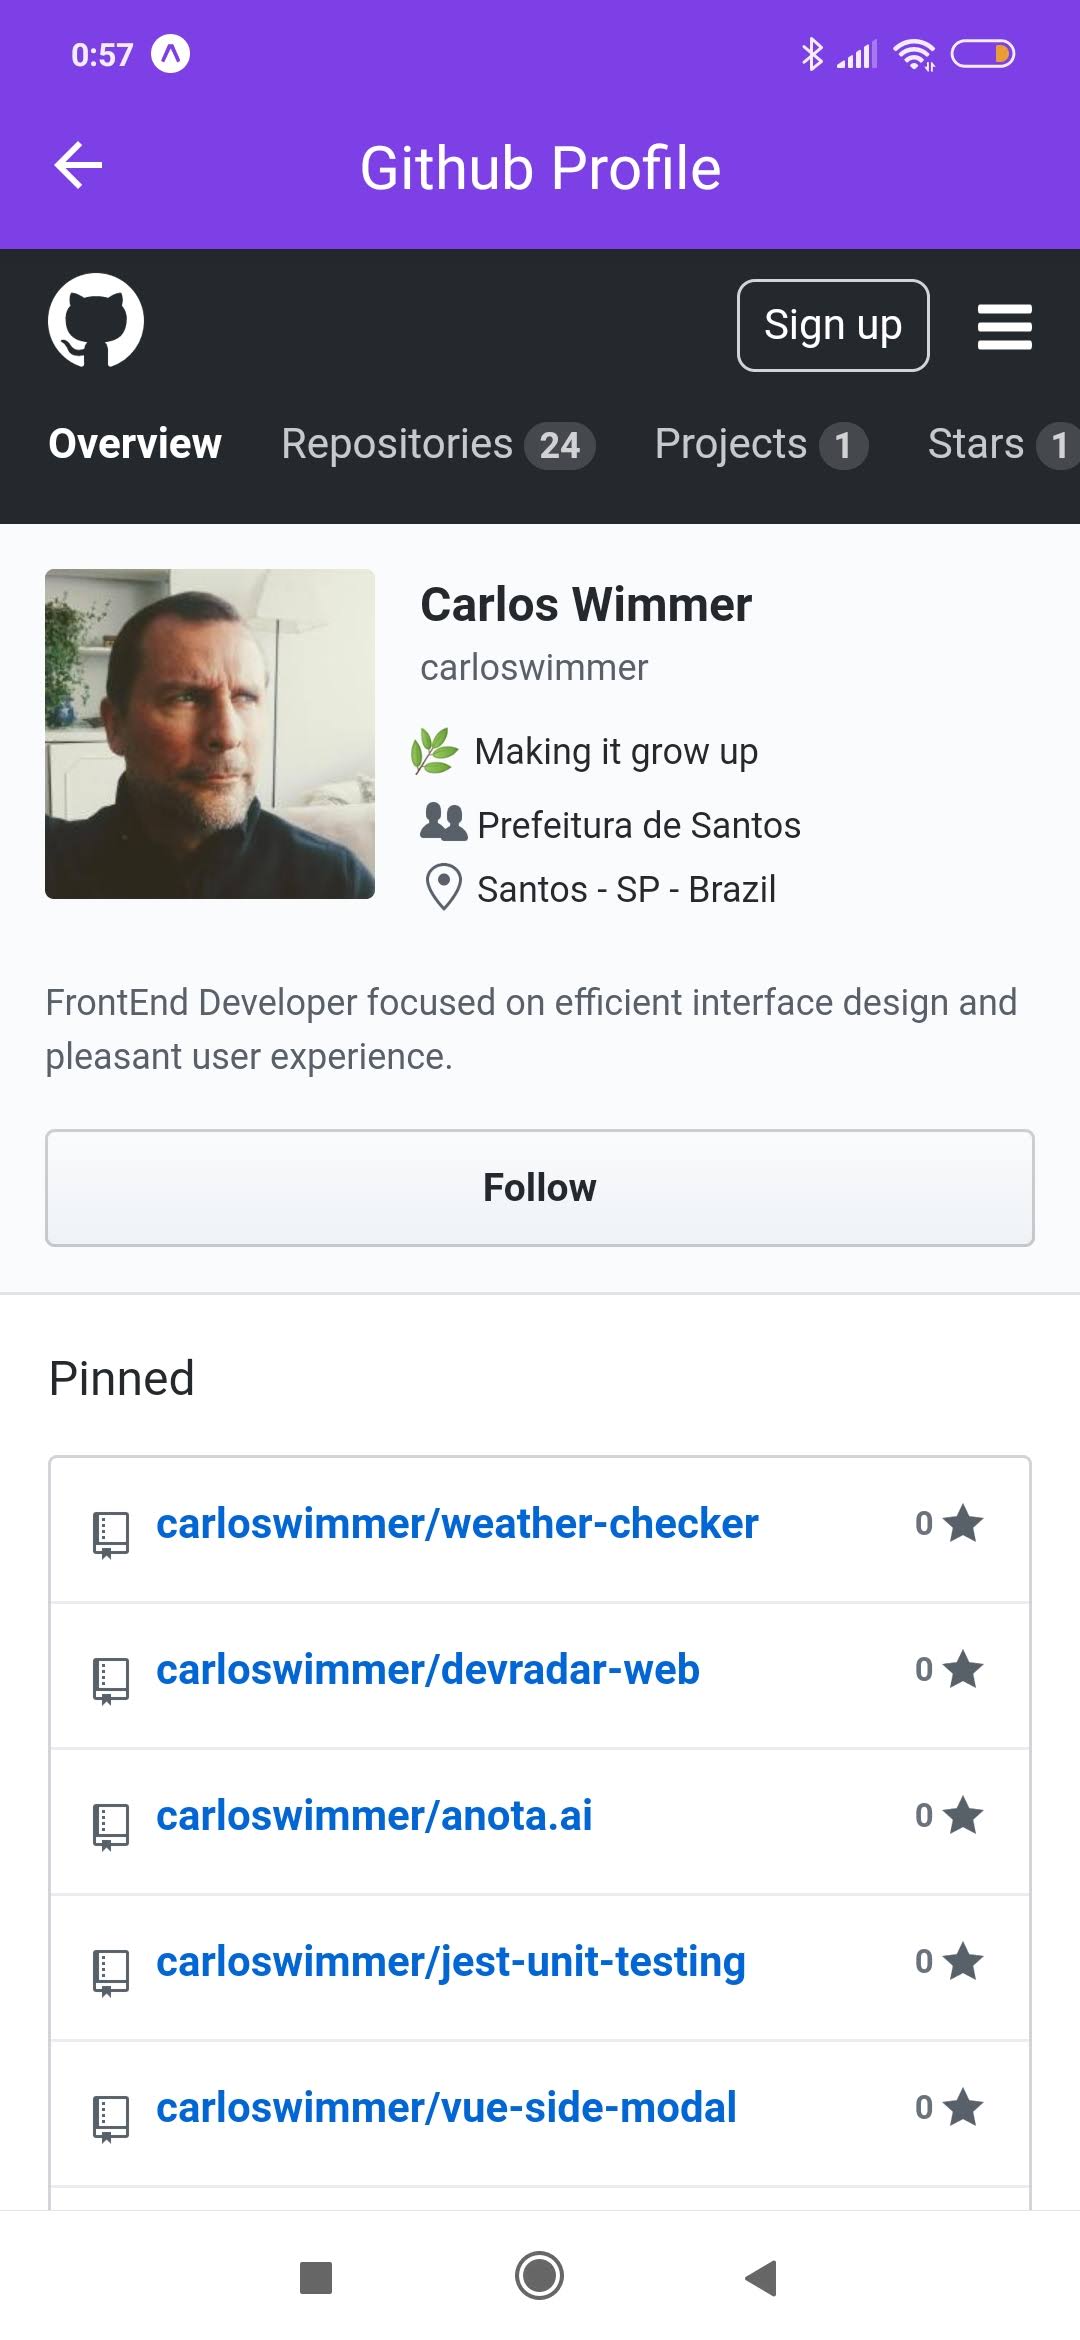 0:57
Github Profile
Sign up
Overview Repositories 24 Projects 1 Stars 1
Carlos Wimmer
carloswimmer
Making it grow up
Prefeitura de Santos
Santos - SP - Brazil
FrontEnd Developer focused on efficient interface design and
pleasant user experience.
Follow
Pinned
carloswimmer/weather-checker 0
carloswimmer/devradar-web 0
carloswimmer/anota.ai 0
carloswimmer/jest-unit-testing 0
carloswimmer/vue-side-modal 0